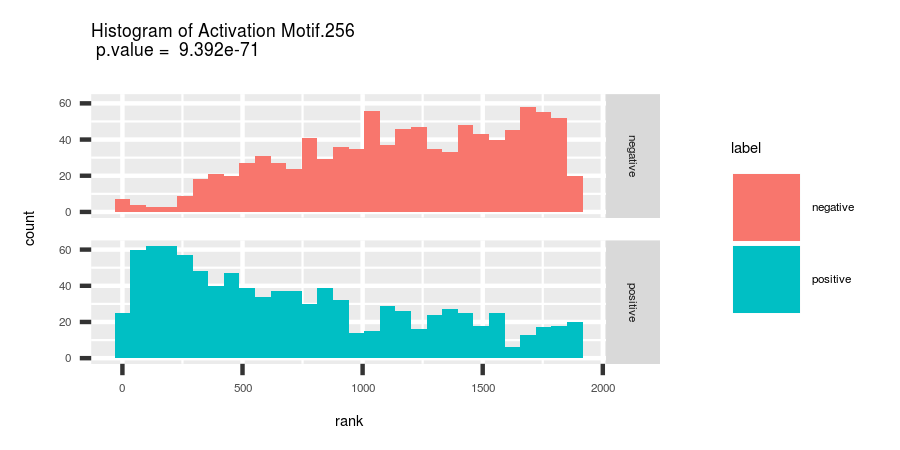 Histogram of Activation Motif.256
p.value = 9.392e-71
60
40
20
0
negative
60
40
20
0
positive
count
0 500 1000 1500 2000
rank
label
negative
positive